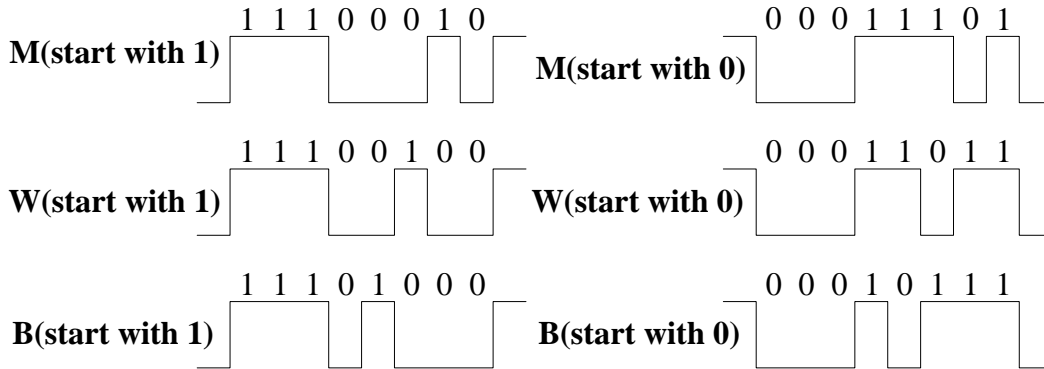 1 1 1 0 0 0 1 0
M(start with 1)
0 0 0 1 1 1 0 1
M(start with 0)
1 1 1 0 0 1 0 0
W(start with 1)
0 0 0 1 1 0 1 1
W(start with 0)
1 1 1 0 1 0 0 0
B(start with 1)
0 0 0 1 0 1 1 1
B(start with 0)